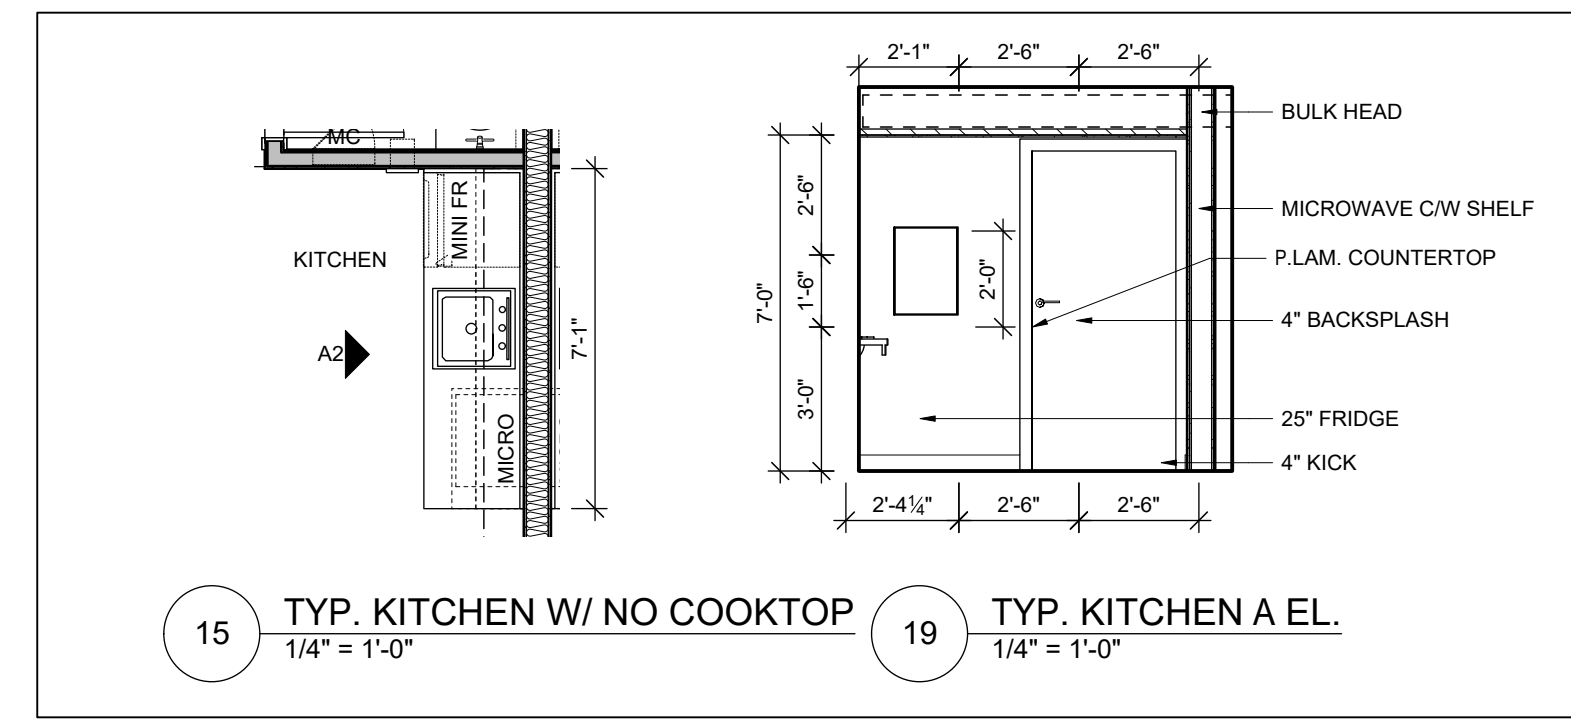 MC
MINI FR
KITCHEN
A2
7'-1"
MICRO
15
TYP. KITCHEN W/ NO COOKTOP
1/4" = 1'-0"
2'-1" 2'-6" 2'-6"
BULK HEAD
2'-6"
MICROWAVE C/W SHELF
P.LAM. COUNTERTOP
7'-0"
1'-6"
2'-0"
4" BACKSPLASH
3'-0"
25" FRIDGE
4" KICK
2'-4¼" 2'-6" 2'-6"
19
TYP. KITCHEN A EL.
1/4" = 1'-0"